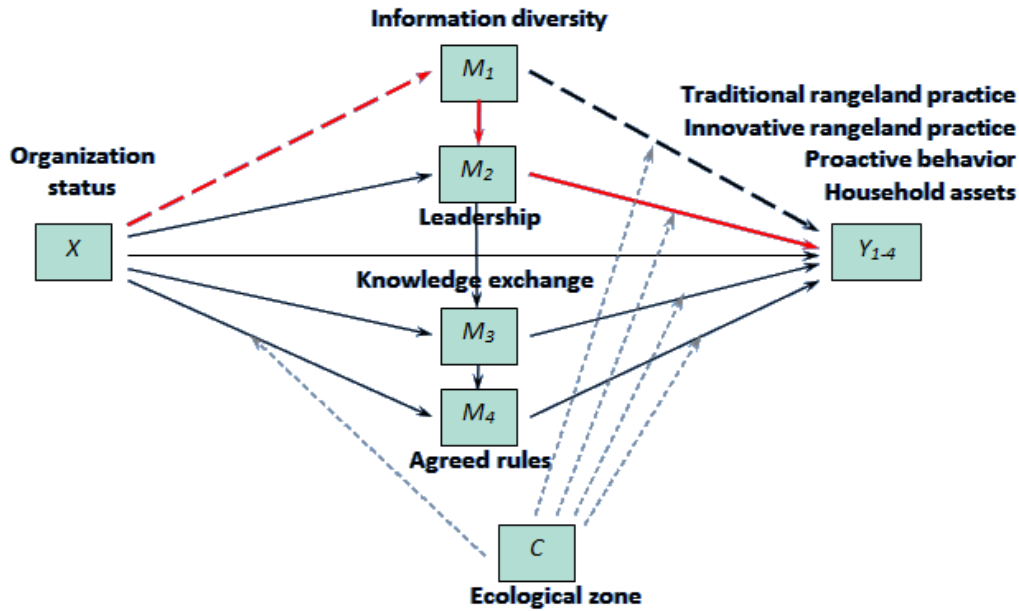 Information diversity
M1
Traditional rangeland practice
Innovative rangeland practice
Proactive behavior
Household assets
Organization
status
M2
Leadership
X
Y1-4
Knowledge exchange
M3
M4
Agreed rules
C
Ecological zone